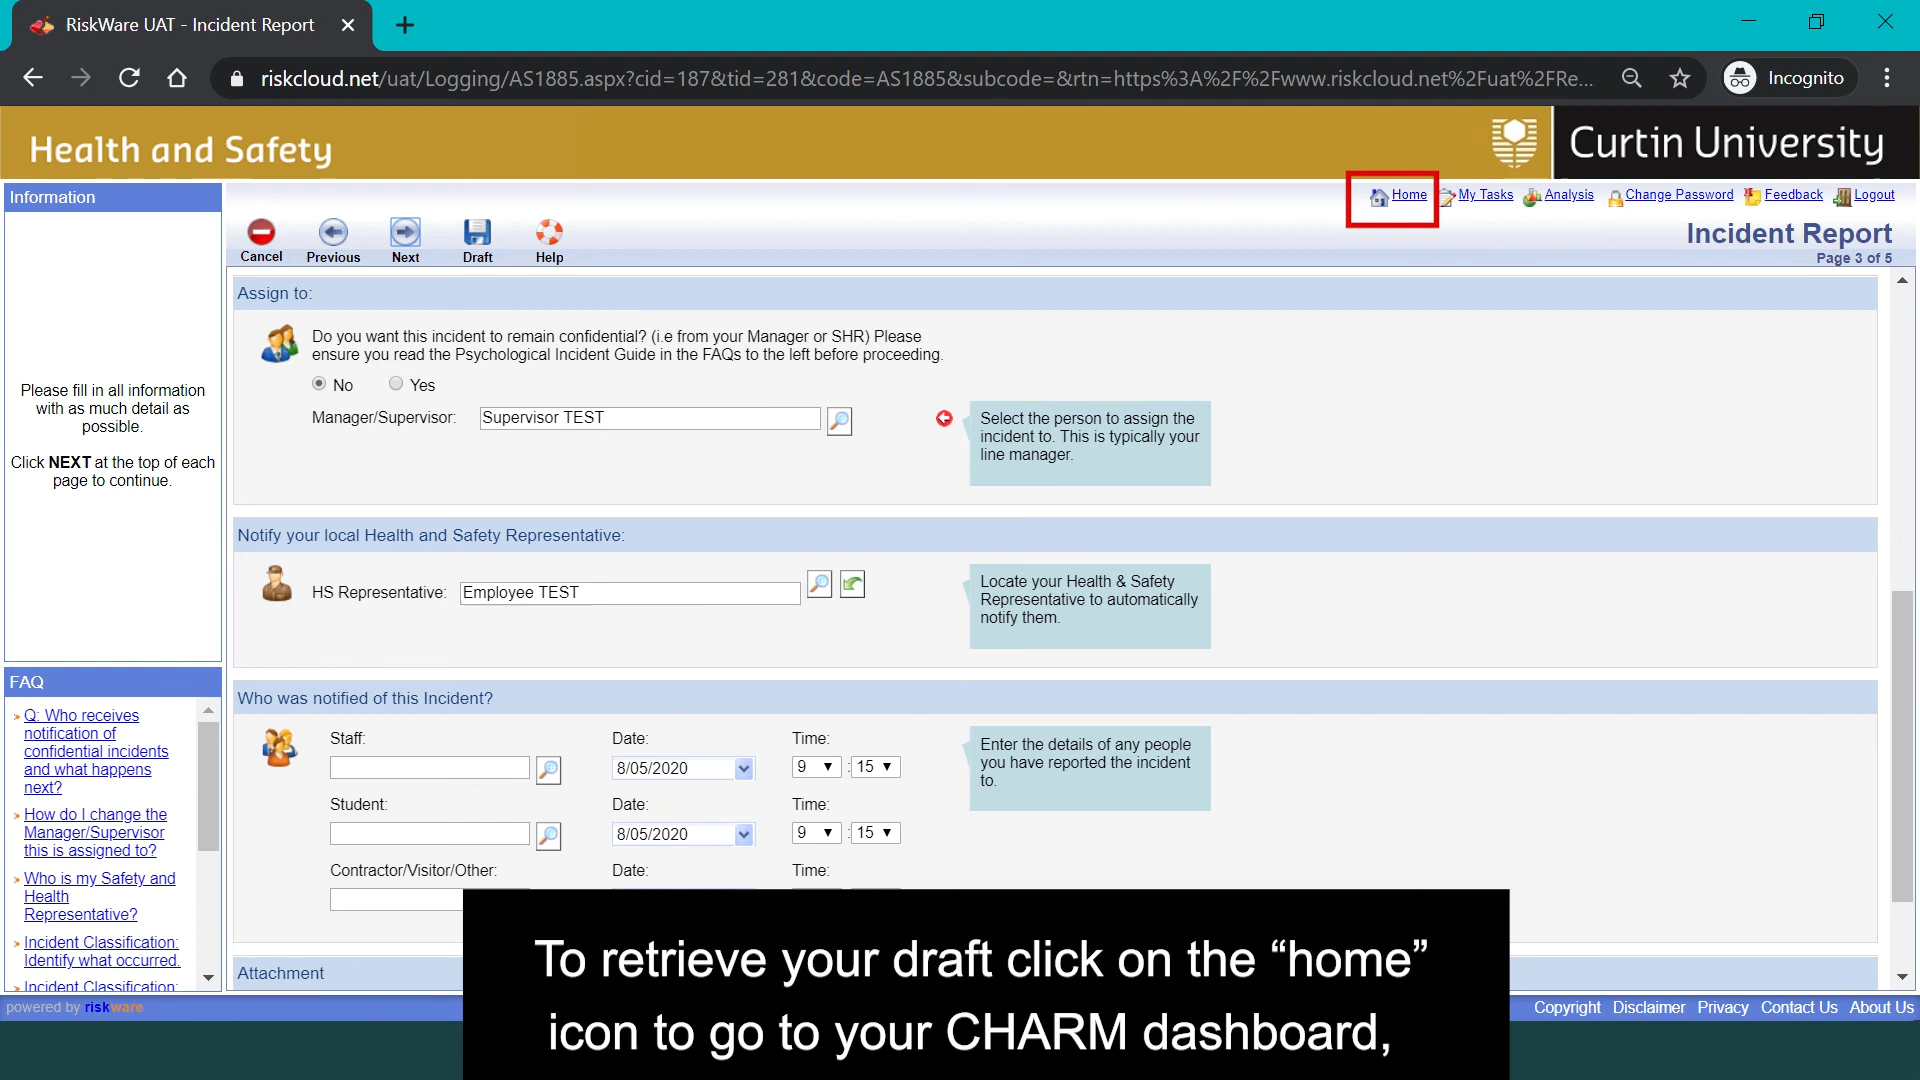 RiskWare UAT - Incident Report
riskcloud.net/uat/Logging/AS1885.aspx?cid=187&tid=281&code=AS1885&subcode=&rtn=https%3A%2F%2Fwww.riskcloud.net%2Fuat%2FRe...
Incognito
Health and Safety
Curtin University
Information
Home
My Tasks
Analysis
Change Password
Feedback
Logout
Cancel
Previous
Next
Draft
Help
Incident Report
Page 3 of 5
Please fill in all information
with as much detail as
possible.
Click NEXT at the top of each
page to continue.
Assign to:
Do you want this incident to remain confidential? (i.e from your Manager or SHR) Please
ensure you read the Psychological Incident Guide in the FAQs to the left before proceeding.
No
Yes
Manager/Supervisor:
Supervisor TEST
Select the person to assign the
incident to. This is typically your
line manager.
Notify your local Health and Safety Representative:
HS Representative:
Employee TEST
Locate your Health & Safety
Representative to automatically
notify them.
FAQ
Q: Who receives
notification of
confidential incidents
and what happens
next?
How do I change the
Manager/Supervisor
this is assigned to?
Who is my Safety and
Health
Representative?
Incident Classification:
Identify what occurred.
Incident Classification:
Who was notified of this Incident?
Staff:
Date:
Time:
8/05/2020
9
:
15
Enter the details of any people
you have reported the incident
to.
Student:
Date:
Time:
8/05/2020
9
:
15
Contractor/Visitor/Other:
Date:
Time:
Attachment
To retrieve your draft click on the “home”
icon to go to your CHARM dashboard,
powered by riskware
Copyright
Disclaimer
Privacy
Contact Us
About Us